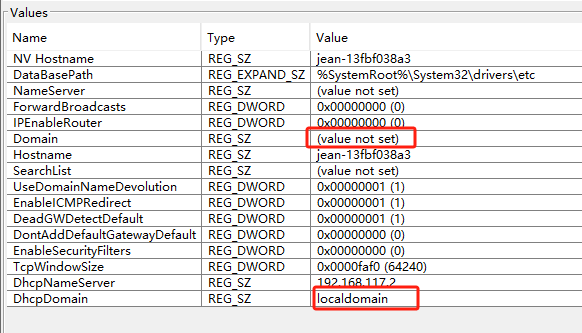 Values
Name Type Value
NV Hostname REG_SZ jean-13fbf038a3
DataBasePath REG_EXPAND_SZ %SystemRoot%\System32\drivers\etc
NameServer REG_SZ (value not set)
ForwardBroadcasts REG_DWORD 0x00000000 (0)
IPEnableRouter REG_DWORD 0x00000000 (0)
Domain REG_SZ (value not set)
Hostname REG_SZ jean-13fbf038a3
SearchList REG_SZ (value not set)
UseDomainNameDevolution REG_DWORD 0x00000001 (1)
EnableICMPRedirect REG_DWORD 0x00000001 (1)
DeadGWDetectDefault REG_DWORD 0x00000001 (1)
DontAddDefaultGatewayDefault REG_DWORD 0x00000000 (0)
EnableSecurityFilters REG_DWORD 0x00000000 (0)
TcpWindowSize REG_DWORD 0x0000faf0 (64240)
DhcpNameServer REG_SZ 192.168.117.2
DhcpDomain REG_SZ localdomain